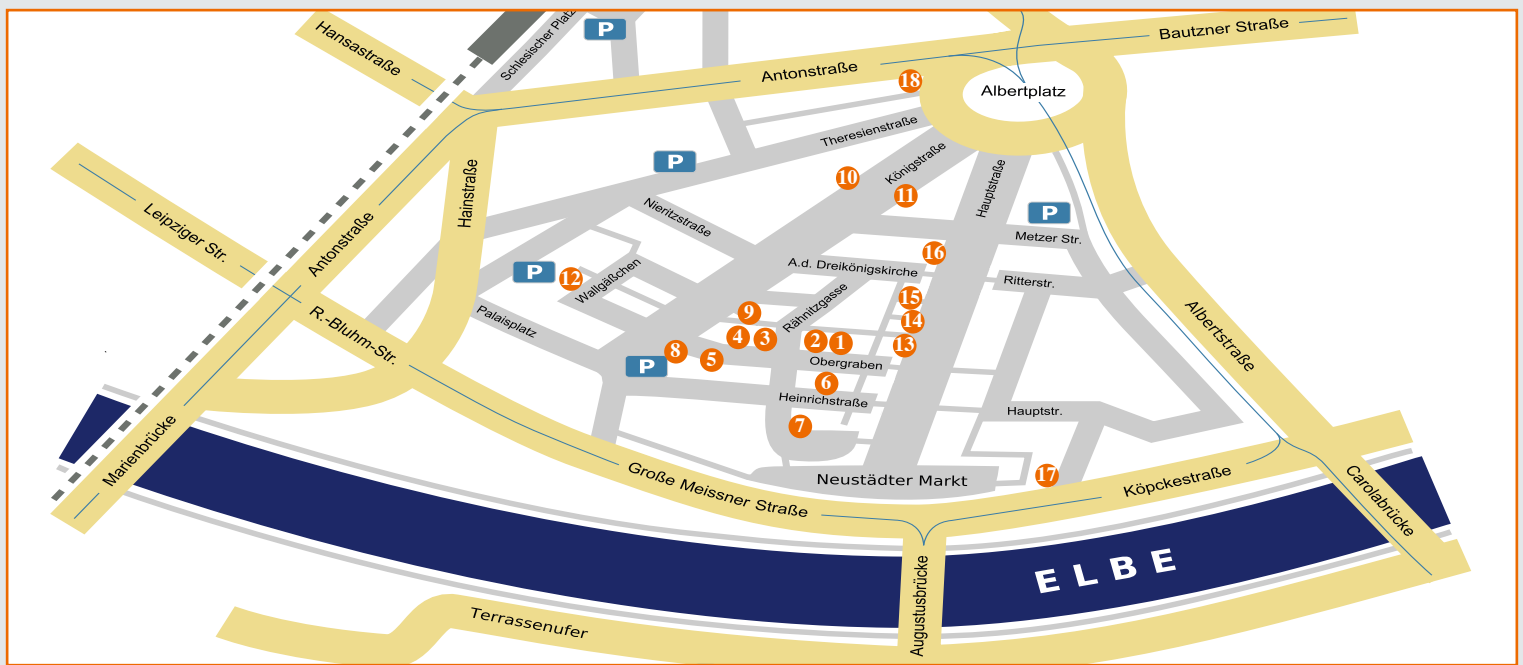 Hansastraße
Schlesischer Platz
P
Antonstraße
Bautzner Straße
18
Albertplatz
Theresienstraße
P
10
Königstraße
11
Hauptstraße
Hainstraße
Nieritzstraße
P
Metzer Str.
Leipziger Str.
Antonstraße
16
P
12
Wallgäßchen
A.d. Dreikönigskirche
Ritterstr.
15
Rähnitzgasse
9
14
Palaisplatz
R.-Bluhm-Str.
4
3
2
1
13
Albertstraße
8
5
P
Obergraben
6
Heinrichstraße
Hauptstr.
7
Marienbrücke
Große Meissner Straße
Neustädter Markt
17
Köpckestraße
Carolabrücke
ELBE
Augustusbrücke
Terrassenufer